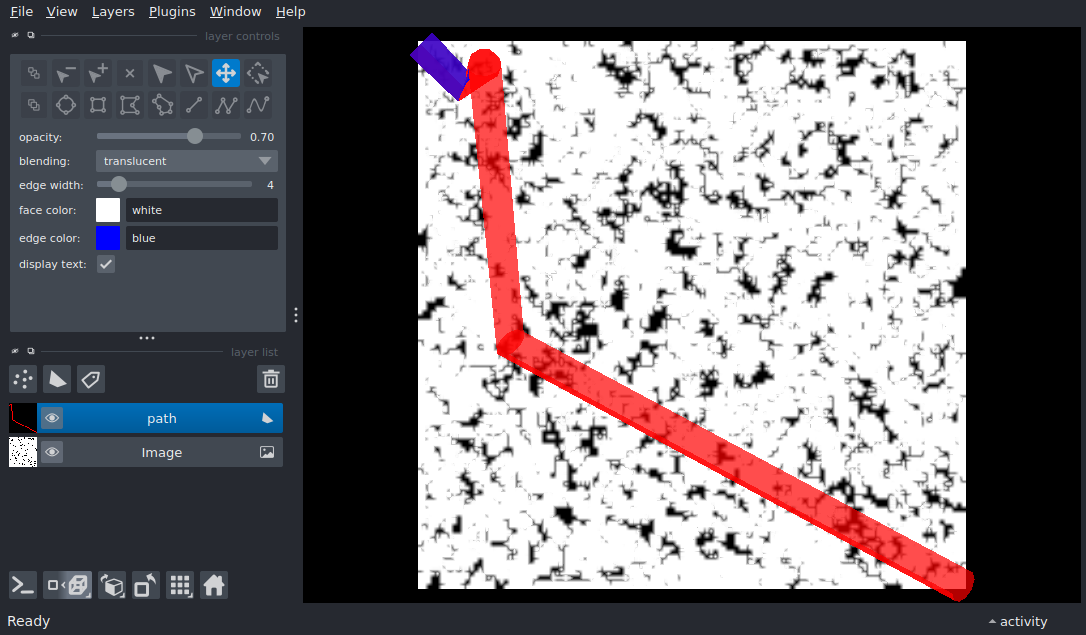 File View Layers Plugins Window Help
layer controls
opacity: 0.70
blending: translucent
edge width: 4
face color: white
edge color: blue
display text:
layer list
path
Image
Ready activity